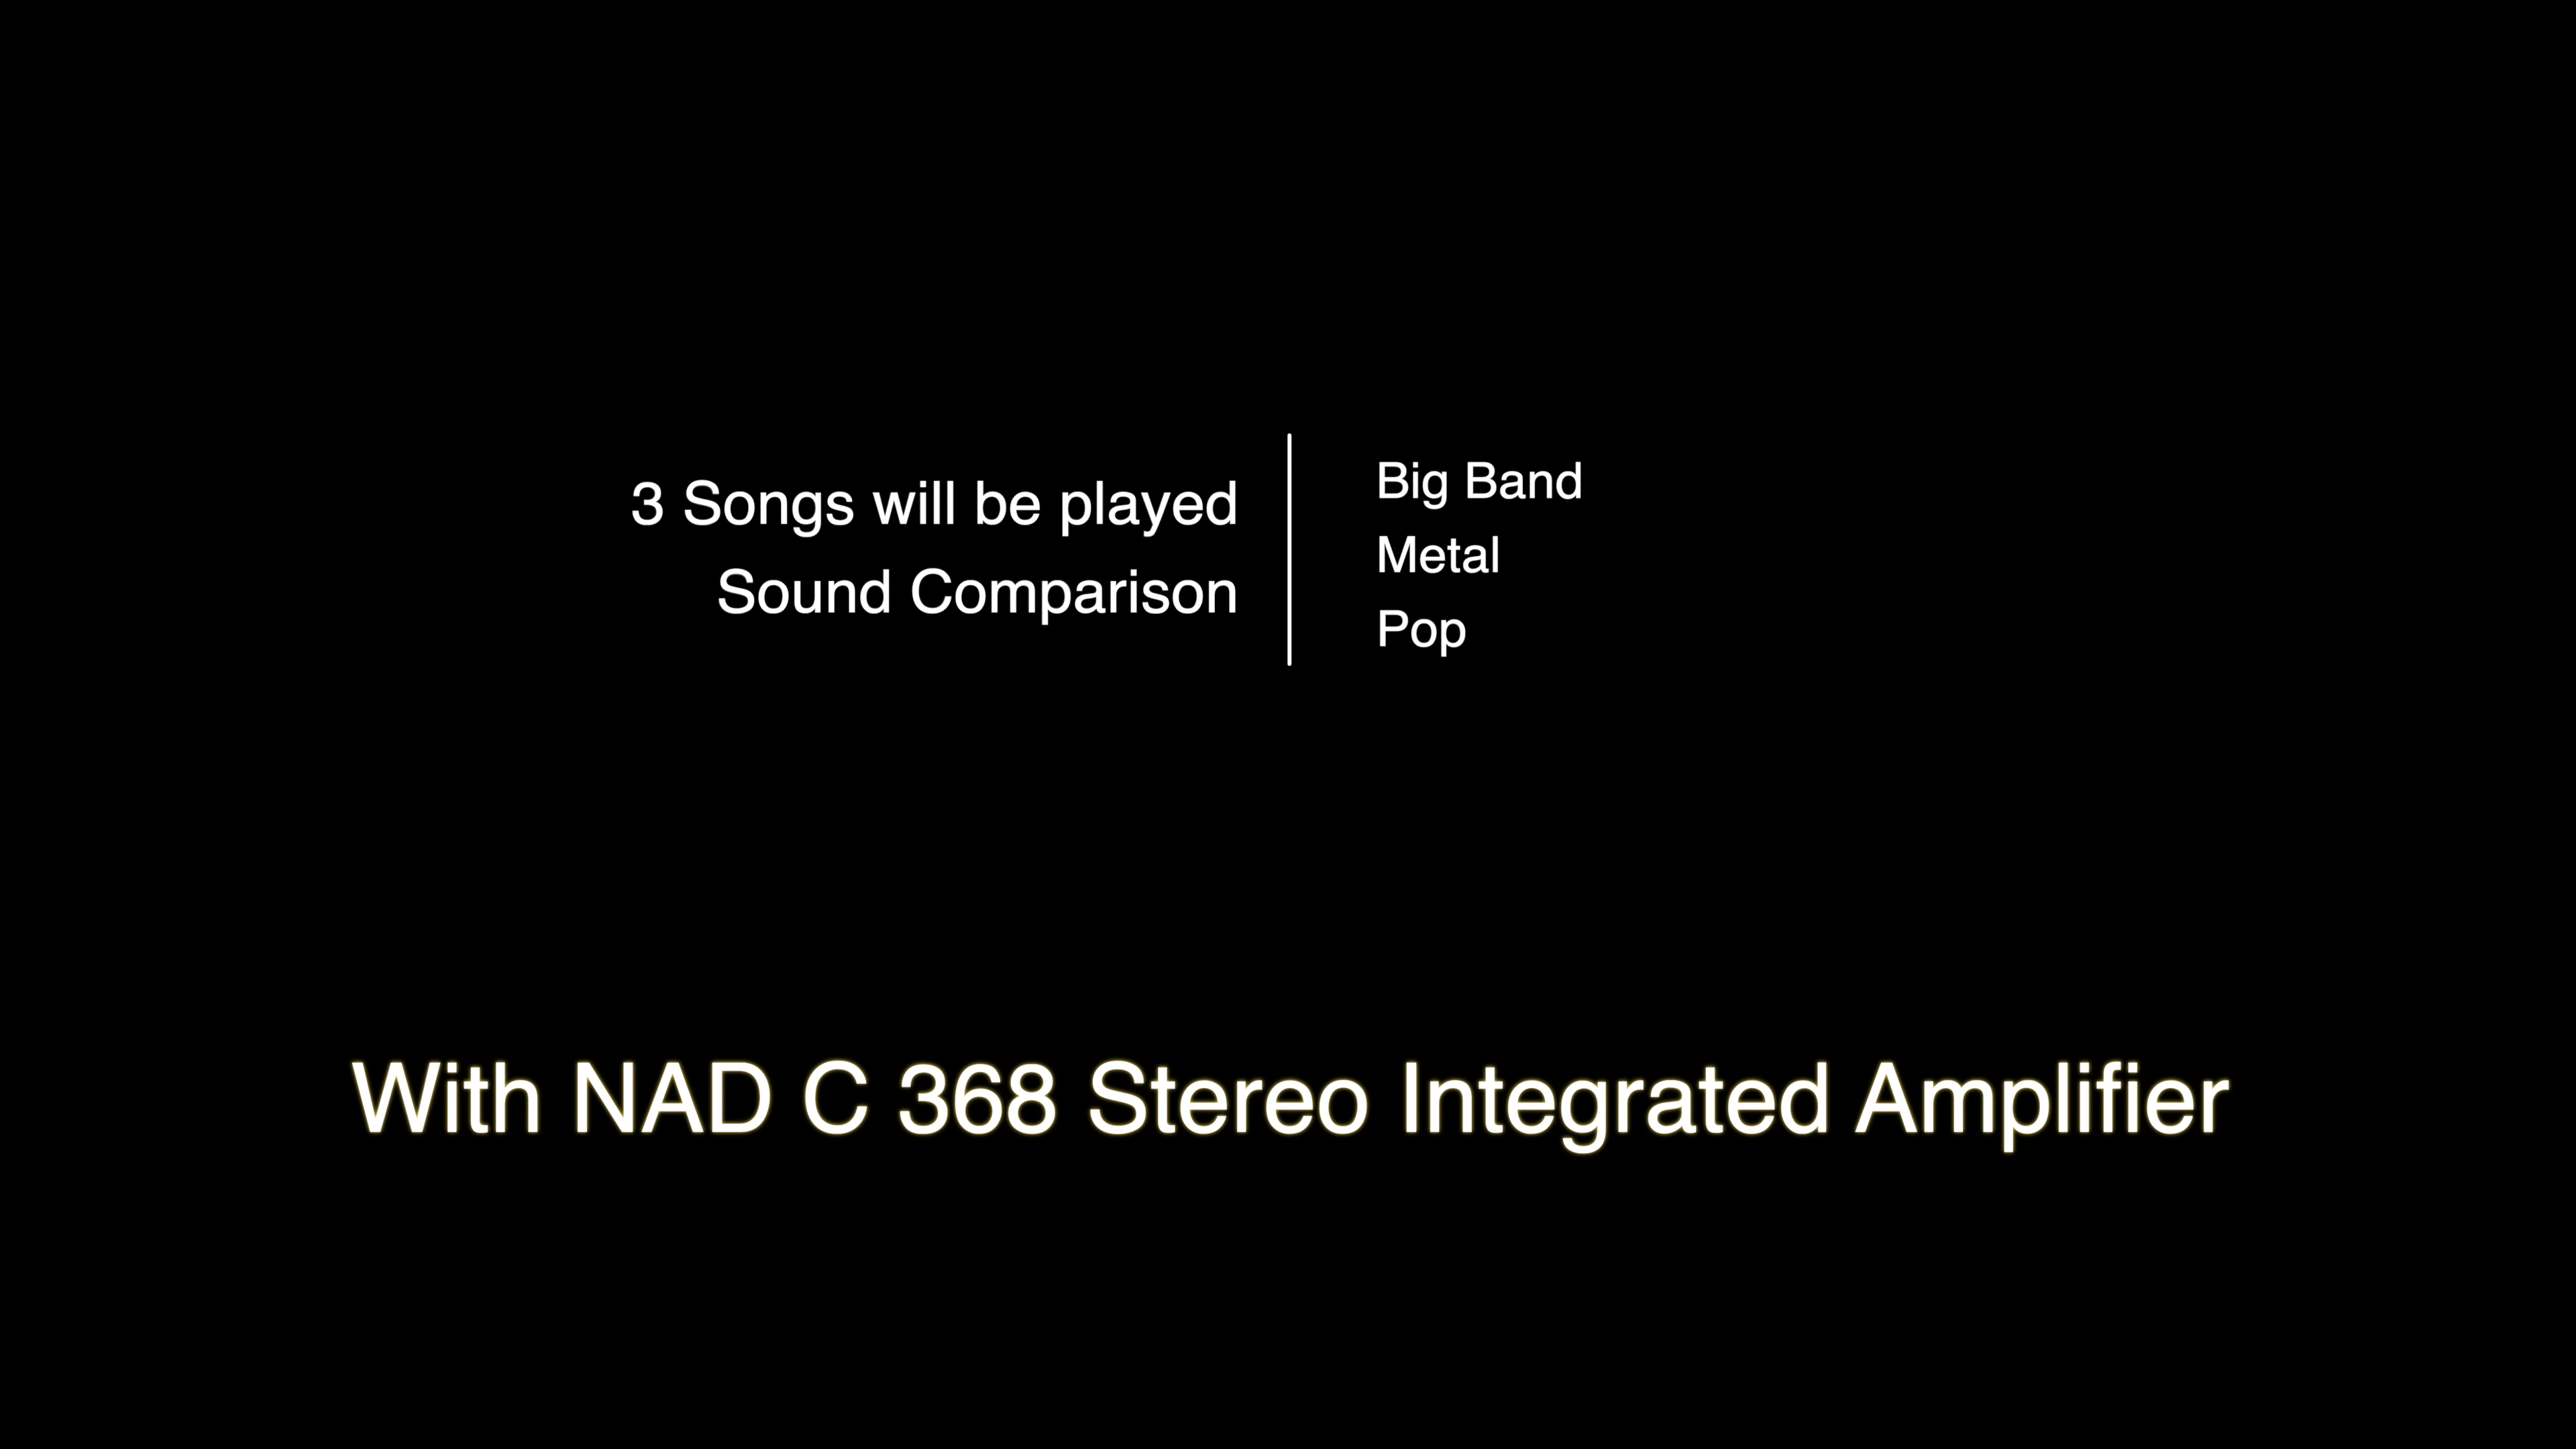 3 Songs will be played
Sound Comparison
Big Band
Metal
Pop
With NAD C 368 Stereo Integrated Amplifier